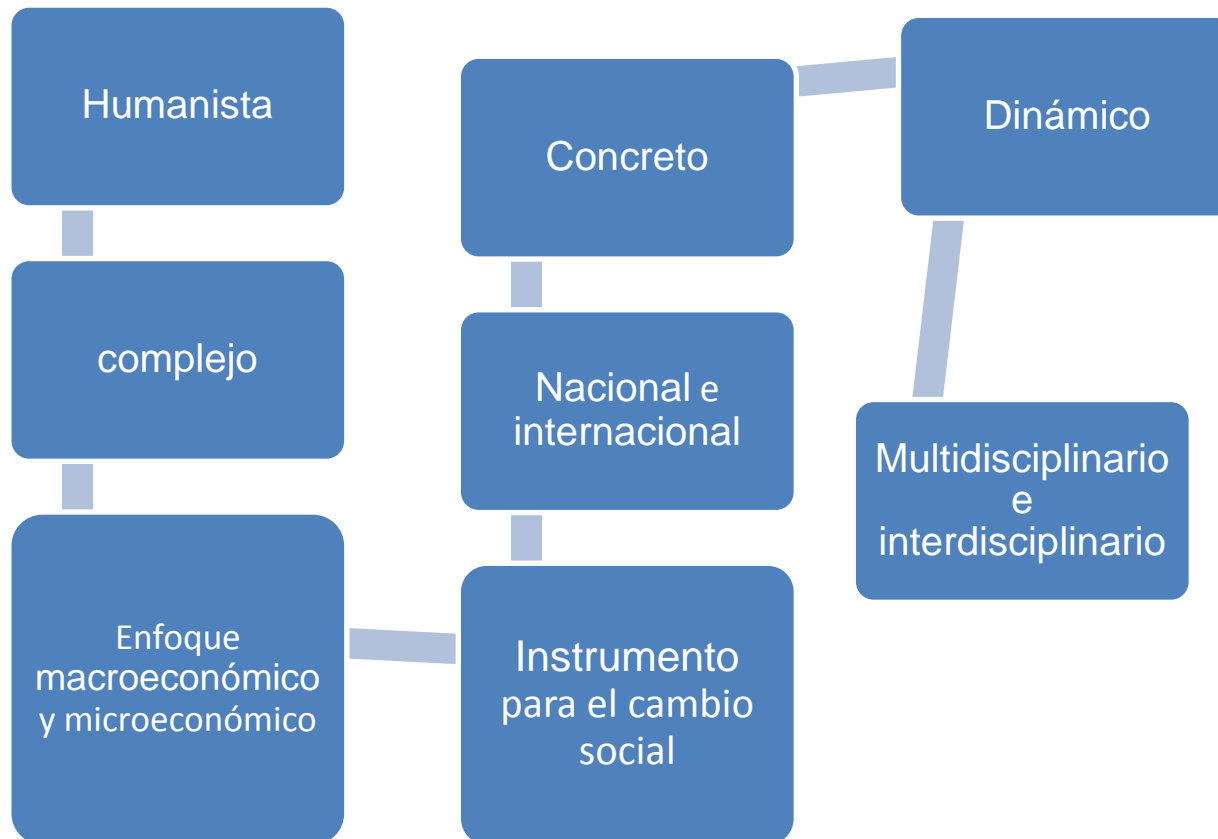 Humanista
complejo
Enfoque
macroeconómico
y microeconómico
Instrumento
para el cambio
social
Nacional e
internacional
Concreto
Dinámico
Multidisciplinario
e
interdisciplinario